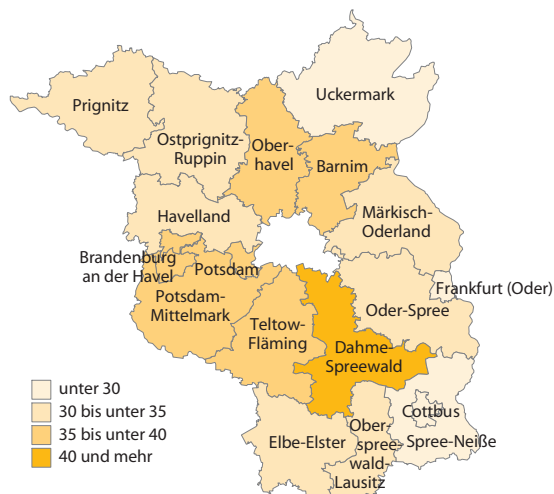 Uckermark
Prignitz
Ostprignitz-
Ruppin
Ober-
havel
Barnim
Havelland
Märkisch-
Oderland
Brandenburg
an der Havel
Potsdam
Potsdam-
Mittelmark
Frankfurt (Oder)
Oder-Spree
Teltow-
Fläming
Dahme-
Spreewald
unter 30
30 bis unter 35
35 bis unter 40
40 und mehr
Elbe-Elster
Ober-
spree-
wald-
Lausitz
Cottbus
Spree-Neiße